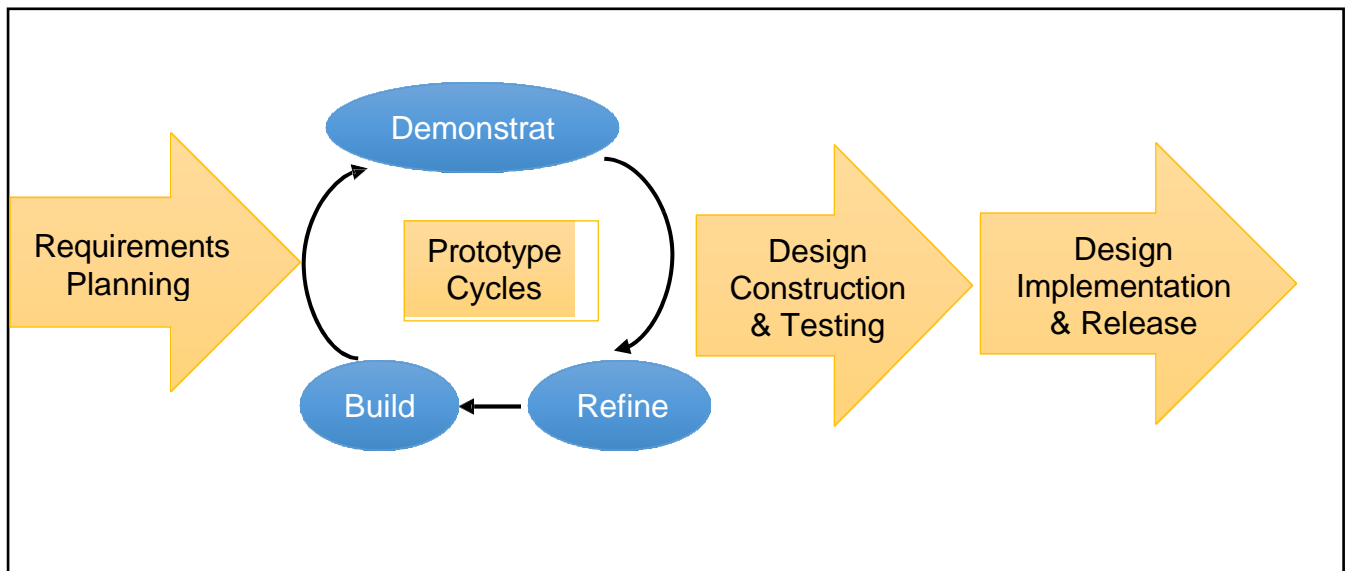 Requirements
Planning
Demonstrat
Prototype
Cycles
Build
Refine
Design
Construction
& Testing
Design
Implementation
& Release